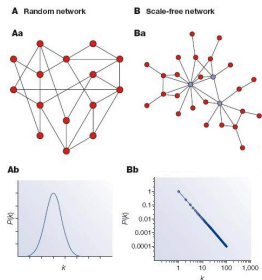 A Random network
B Scale-free network
Aa
Ba
Ab
Bb
P(k)
k
P(k)
1
0.1
0.01
0.001
0.0001
1
10
100
1,000
k